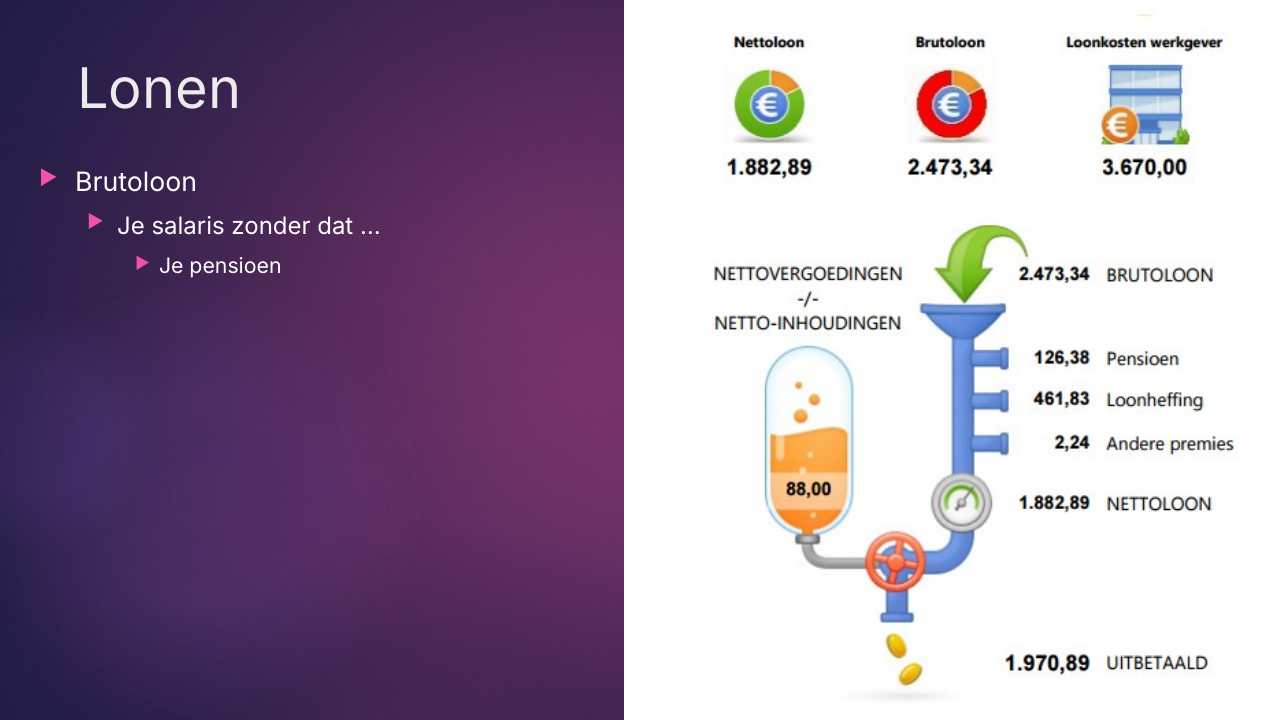 Lonen
Brutoloon
Je salaris zonder dat ...
Je pensioen
Nettoloon Brutoloon Loonkosten werkgever
€ € €
1.882,89 2.473,34 3.670,00
NETTOVERGOEDINGEN
-/-
NETTO-INHOUDINGEN
88,00
2.473,34 BRUTOLOON
126,38 Pensioen
461,83 Loonheffing
2,24 Andere premies
1.882,89 NETTOLOON
1.970,89 UITBETAALD